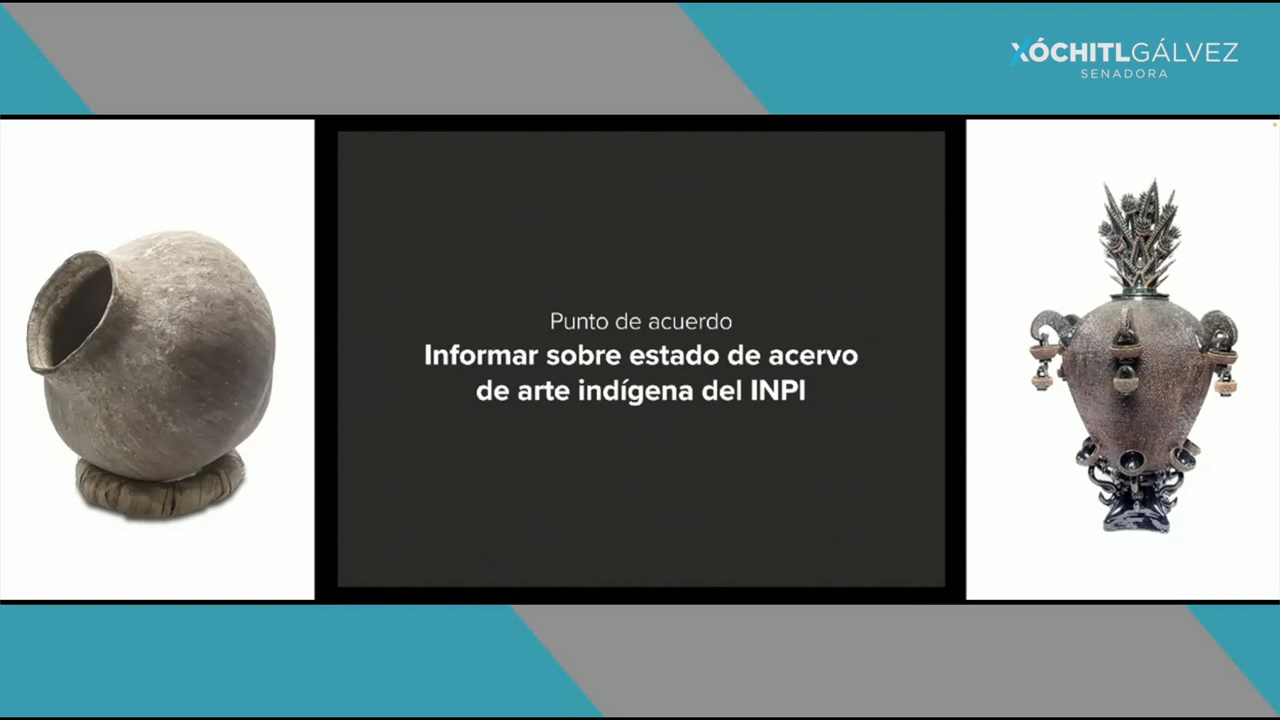 XÓCHITLGÁLVEZ
SENADORA
Punto de acuerdo
Informar sobre estado de acervo
de arte indígena del INPI